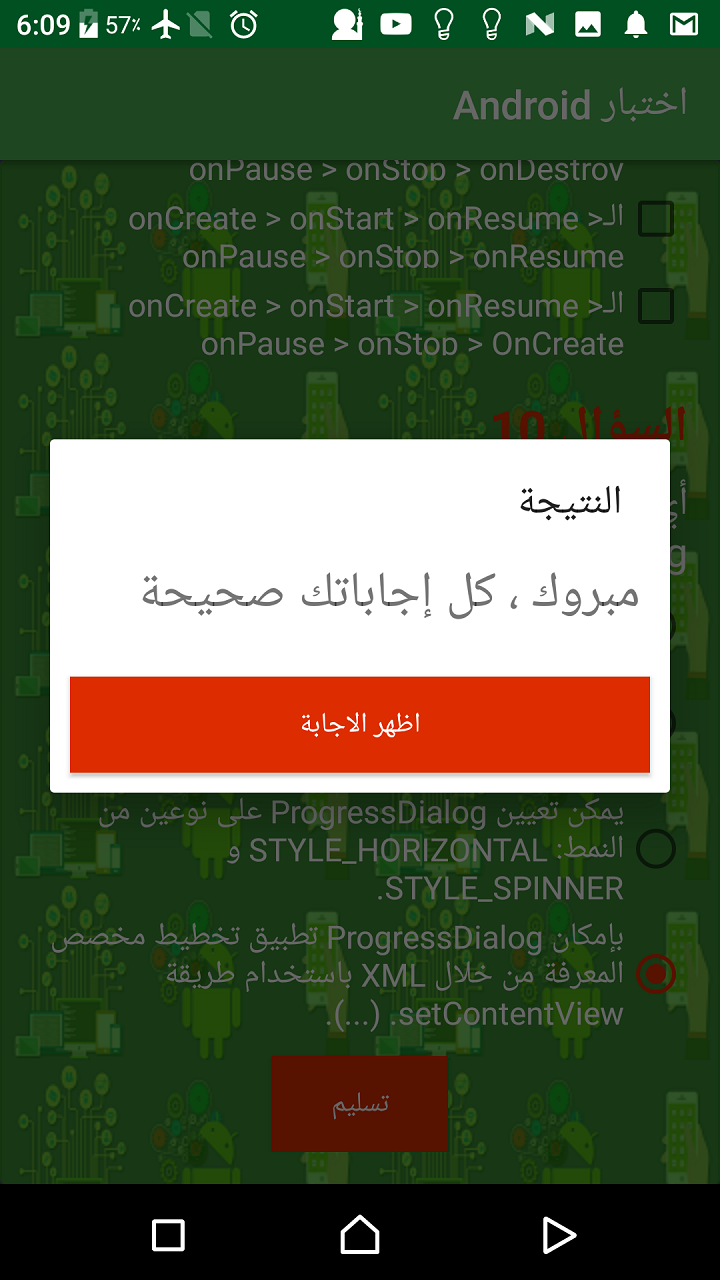 6:09
57%
اختبار Android
onPause > onStop > onDestroy
الـ> onCreate > onStart > onResume
onPause > onStop > onResume
الـ> onCreate > onStart > onResume
onPause > onStop > OnCreate
السؤال 10
النتيجة
مبروك ، كل إجاباتك صحيحة
اظهر الاجابة
يمكن تعيين ProgressDialog على نوعين من
النمط: STYLE_HORIZONTAL و
STYLE_SPINNER.
بإمكان ProgressDialog تطبيق تخطيط مخصص
المعرفة من خلال XML باستخدام طريقة
setContentView. (...).
تسليم